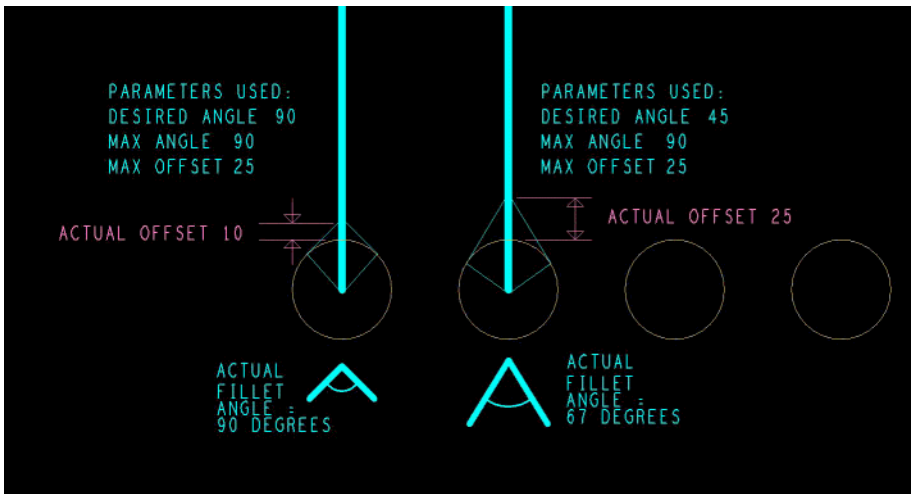 PARAMETERS USED:
DESIRED ANGLE 90
MAX ANGLE 90
MAX OFFSET 25
PARAMETERS USED:
DESIRED ANGLE 45
MAX ANGLE 90
MAX OFFSET 25
ACTUAL OFFSET 10
ACTUAL OFFSET 25
ACTUAL
FILLET
ANGLE =
90 DEGREES
ACTUAL
FILLET
ANGLE =
67 DEGREES